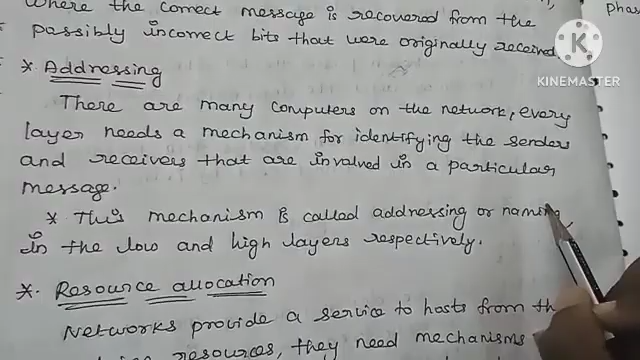 where the correct message is recovered from the
possibly incorrect bits that were originally received
phas
K
KINEMASTER
* Addressing
There are many computers on the network, every
layer needs a mechanism for identifying the senders
and receivers that are involved in a particular
message.
* This mechanism is called addressing or naming
in the low and high layers respectively.
*. Resource allocation
Networks provide a service to hosts from th
resources, they need mechanisms